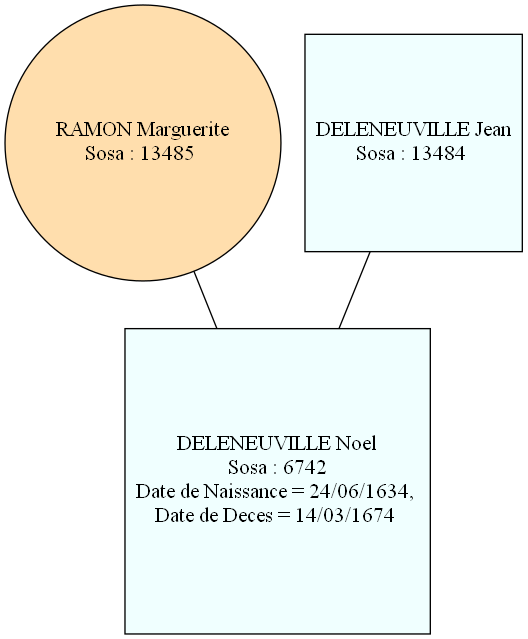 RAMON Marguerite
Sosa : 13485
DELENEUVILLE Jean
Sosa : 13484
DELENEUVILLE Noel
Sosa : 6742
Date de Naissance = 24/06/1634,
Date de Deces = 14/03/1674